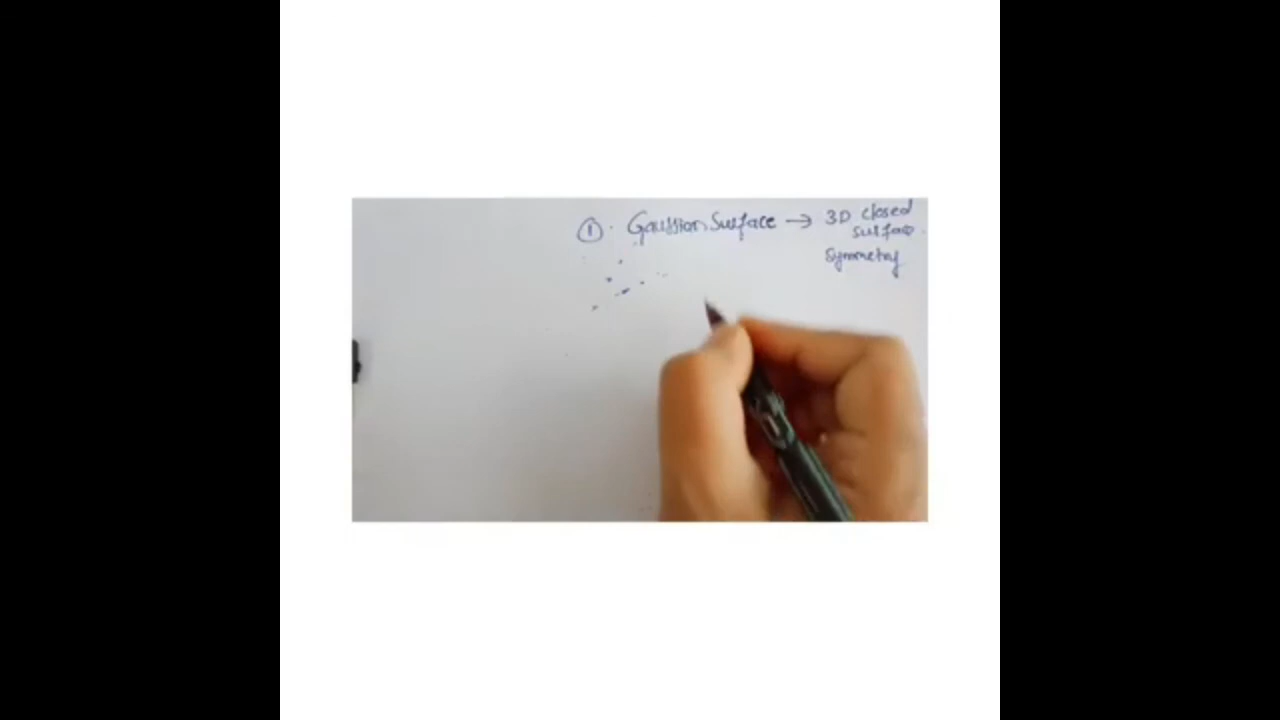 ① Gaussian Surface → 3D closed
surface
Symmetry